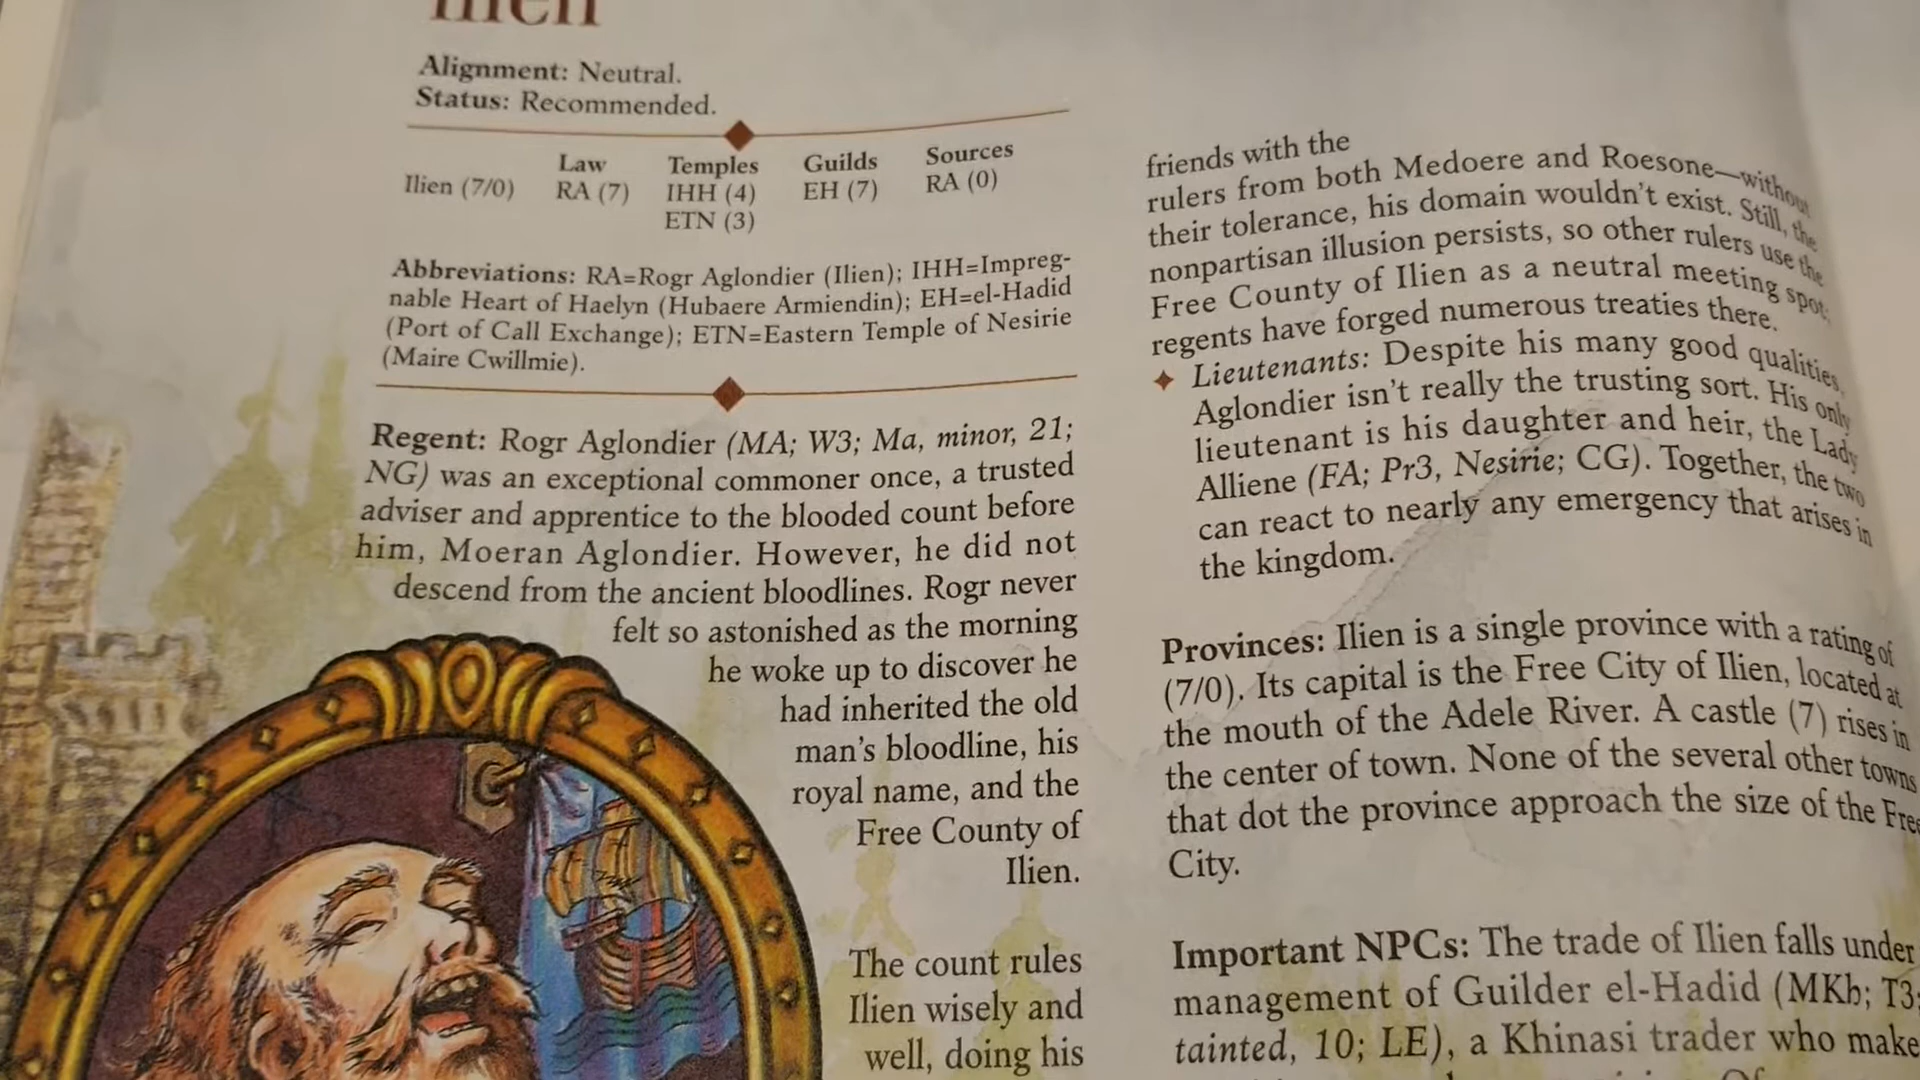 Ilien
Alignment: Neutral.
Status: Recommended.
Law Temples Guilds Sources
Ilien (7/0) RA (7) IHH (4) EH (7) RA (0)
ETN (3)
Abbreviations: RA=Rogr Aglondier (Ilien); IHH=Impreg-
nable Heart of Haelyn (Hubaere Armiendin); EH=el-Hadid
(Port of Call Exchange); ETN=Eastern Temple of Nesirie
(Maire Cwillmie).
Regent: Rogr Aglondier (MA; W3; Ma, minor, 21;
NG) was an exceptional commoner once, a trusted
adviser and apprentice to the blooded count before
him, Moeran Aglondier. However, he did not
descend from the ancient bloodlines. Rogr never
felt so astonished as the morning
he woke up to discover he
had inherited the old
man's bloodline, his
royal name, and the
Free County of
Ilien.
The count rules
Ilien wisely and
well, doing his
friends with the
rulers from both Medoere and Roesone—without
their tolerance, his domain wouldn't exist. Still, the
nonpartisan illusion persists, so other rulers use the
Free County of Ilien as a neutral meeting spot;
regents have forged numerous treaties there.
Lieutenants: Despite his many good qualities,
Aglondier isn't really the trusting sort. His only
lieutenant is his daughter and heir, the Lady
Alliene (FA; Pr3, Nesirie; CG). Together, the two
can react to nearly any emergency that arises in
the kingdom.
Provinces: Ilien is a single province with a rating of
(7/0). Its capital is the Free City of Ilien, located at
the mouth of the Adele River. A castle (7) rises in
the center of town. None of the several other towns
that dot the province approach the size of the Free
City.
Important NPCs: The trade of Ilien falls under
management of Guilder el-Hadid (MKh; T3;
tainted, 10; LE), a Khinasi trader who make